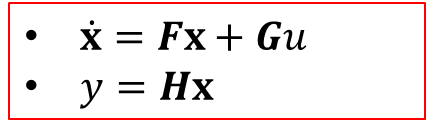 • ẋ = Fx + Gu
• y = Hx